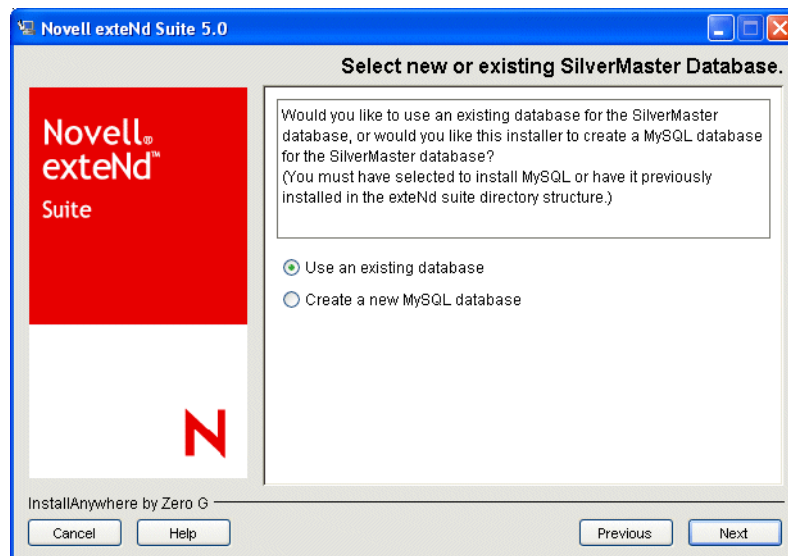 Novell exteNd Suite 5.0
Select new or existing SilverMaster Database.
Novell®
exteNd™
Suite
Would you like to use an existing database for the SilverMaster
database, or would you like this installer to create a MySQL database
for the SilverMaster database?
(You must have selected to install MySQL or have it previously
installed in the exteNd suite directory structure.)
Use an existing database
Create a new MySQL database
N
InstallAnywhere by Zero G
Cancel
Help
Previous
Next